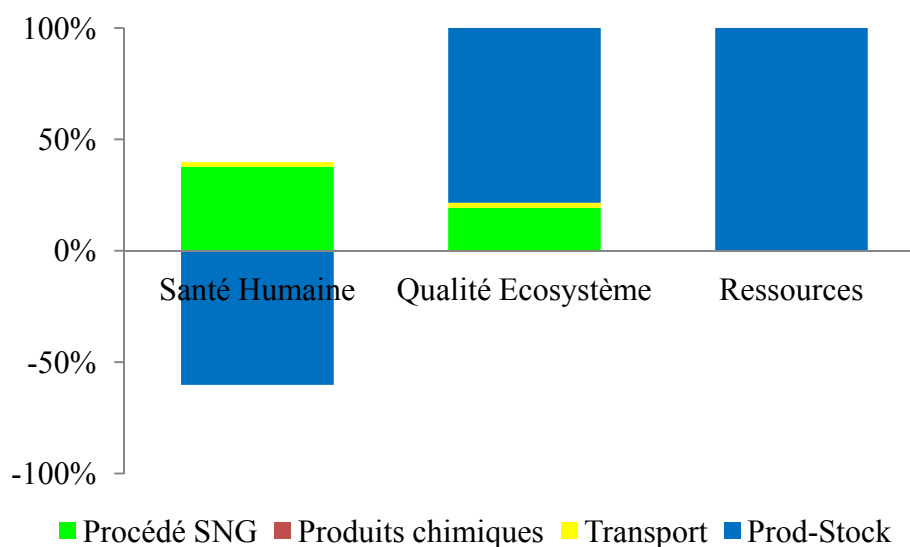 100%
50%
0%
Santé Humaine Qualité Ecosystème Ressources
-50%
-100%
Procédé SNG Produits chimiques Transport Prod-Stock